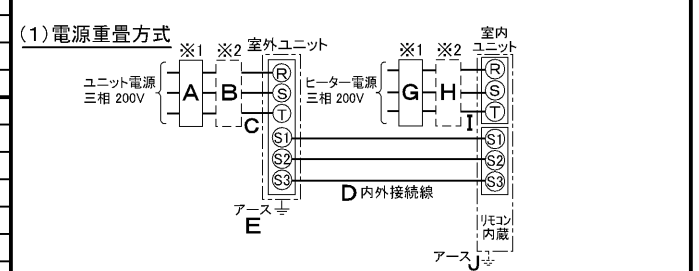 (1)電源重畳方式
※1 ※2 室外ユニット
ユニット電源
三相 200V
A B C
R
S
T
S1
S2
S3
アース
E
※1 ※2 室内
ユニット
ヒーター電源
三相 200V
G H I
R
S
T
S1
S2
S3
D 内外接続線
リモコン
内蔵
アース J